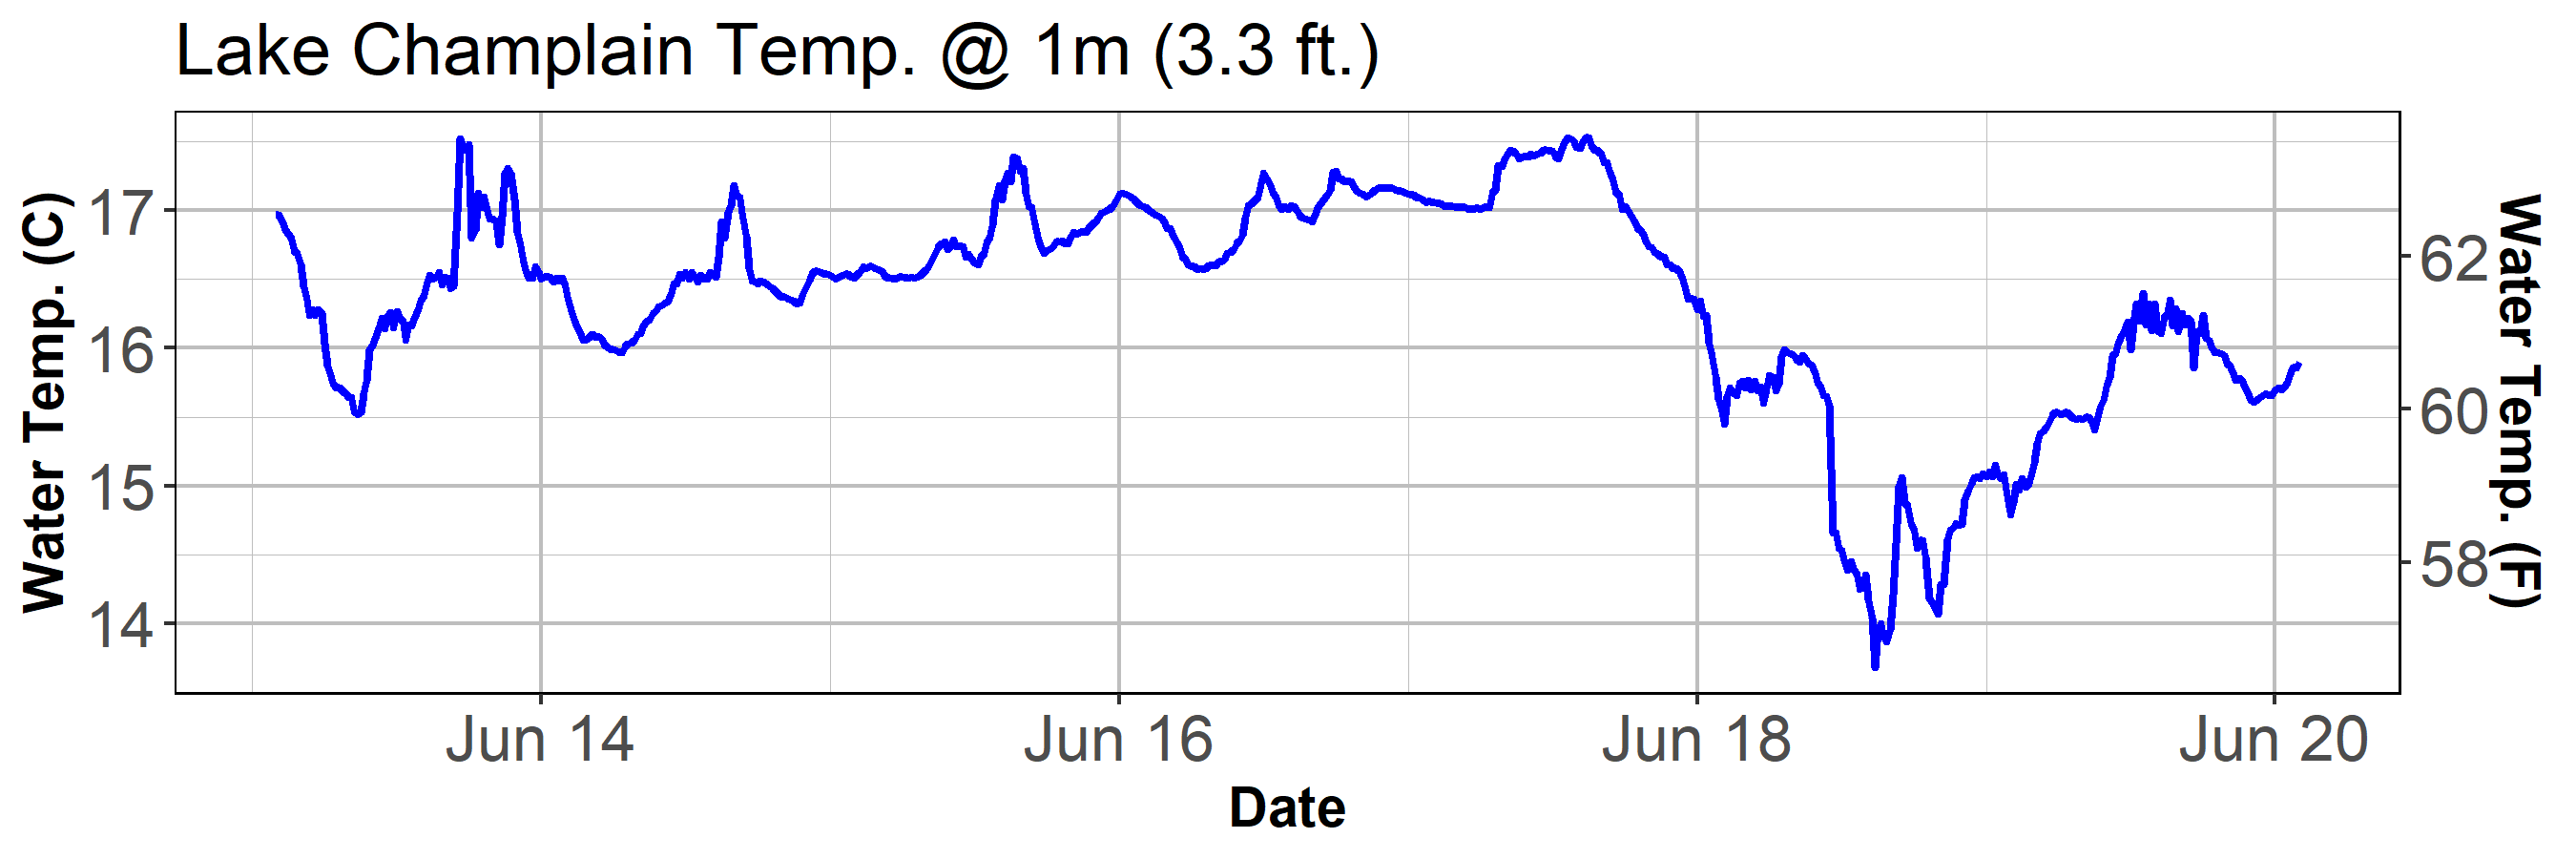 Lake Champlain Temp. @ 1m (3.3 ft.)
Water Temp. (C)
17
16
15
14
62
60
58
Water Temp. (F)
Jun 14 Jun 16 Jun 18 Jun 20
Date